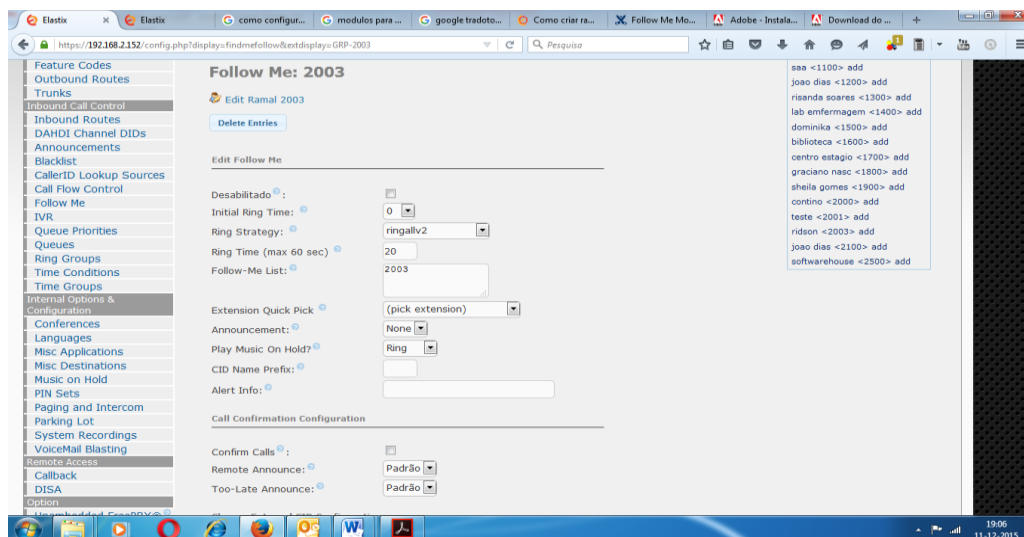 Elastix
Elastix
como configur...
modulos para ...
google tradoto...
Como criar ra...
Follow Me Mo...
Adobe - Instala...
Download do ...
https://192.168.2.152/config.php?display=findmefollow&extdisplay=GRP-2003
Pesquisa
Feature Codes
Outbound Routes
Trunks
Inbound Call Control
Inbound Routes
DAHDI Channel DIDs
Announcements
Blacklist
CallerID Lookup Sources
Call Flow Control
Follow Me
IVR
Queue Priorities
Queues
Ring Groups
Time Conditions
Time Groups
Internal Options &
Configuration
Conferences
Languages
Misc Applications
Misc Destinations
Music on Hold
PIN Sets
Paging and Intercom
Parking Lot
System Recordings
VoiceMail Blasting
Remote Access
Callback
DISA
Option
Unembedded FreePBX®
Follow Me: 2003
Edit Ramal 2003
Delete Entries
Edit Follow Me
Desabilitado :
Initial Ring Time: 0
Ring Strategy: ringallv2
Ring Time (max 60 sec) 20
Follow-Me List: 2003
Extension Quick Pick (pick extension)
Announcement: None
Play Music On Hold? Ring
CID Name Prefix:
Alert Info:
Call Confirmation Configuration
Confirm Calls :
Remote Announce: Padrão
Too-Late Announce: Padrão
saa <1100> add
joao dias <1200> add
risanda soares <1300> add
lab emfermagem <1400> add
dominika <1500> add
biblioteca <1600> add
centro estagio <1700> add
graciano nasc <1800> add
sheila gomes <1900> add
contino <2000> add
teste <2001> add
ridson <2003> add
joao dias <2100> add
softwarehouse <2500> add
19:06
11-12-2015